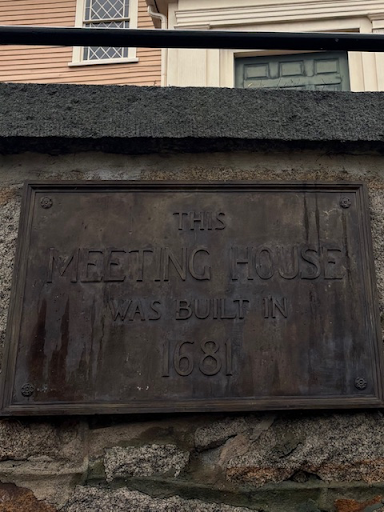 THIS
MEETING HOUSE
WAS BUILT IN
1681